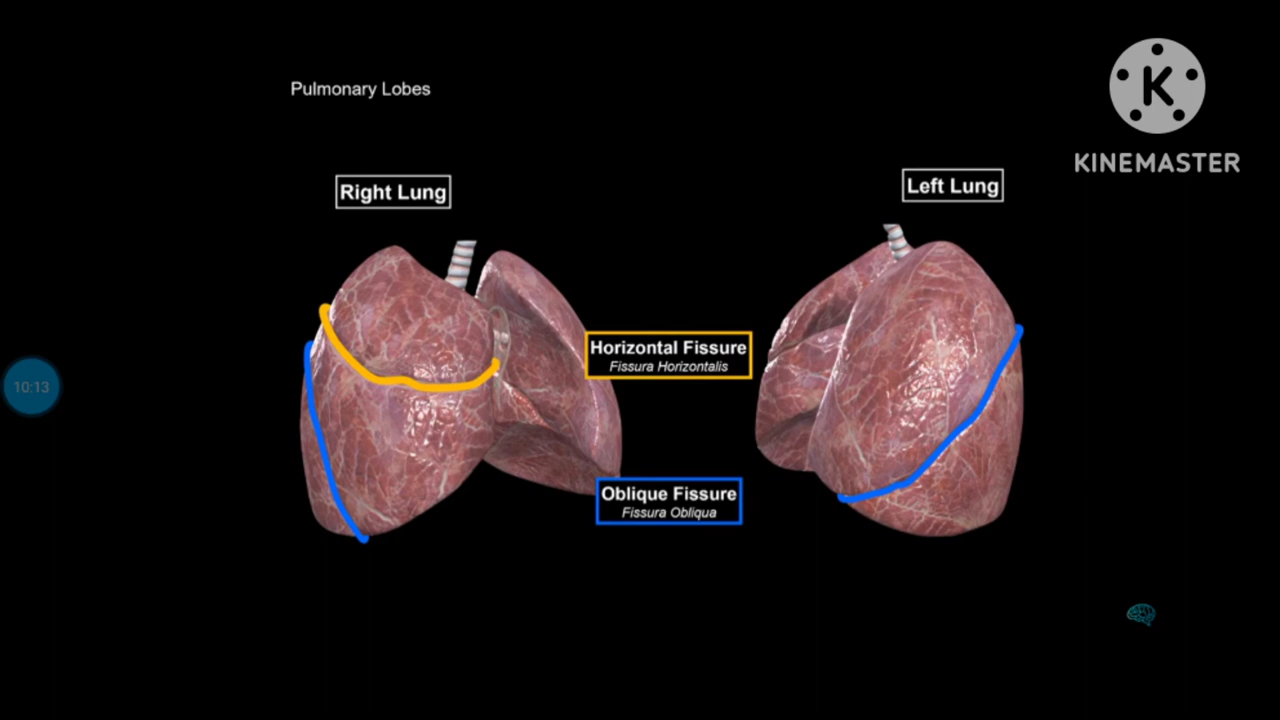 Pulmonary Lobes
K
KINEMASTER
Right Lung
Left Lung
Horizontal Fissure
Fissura Horizontalis
10:13
Oblique Fissure
Fissura Obliqua